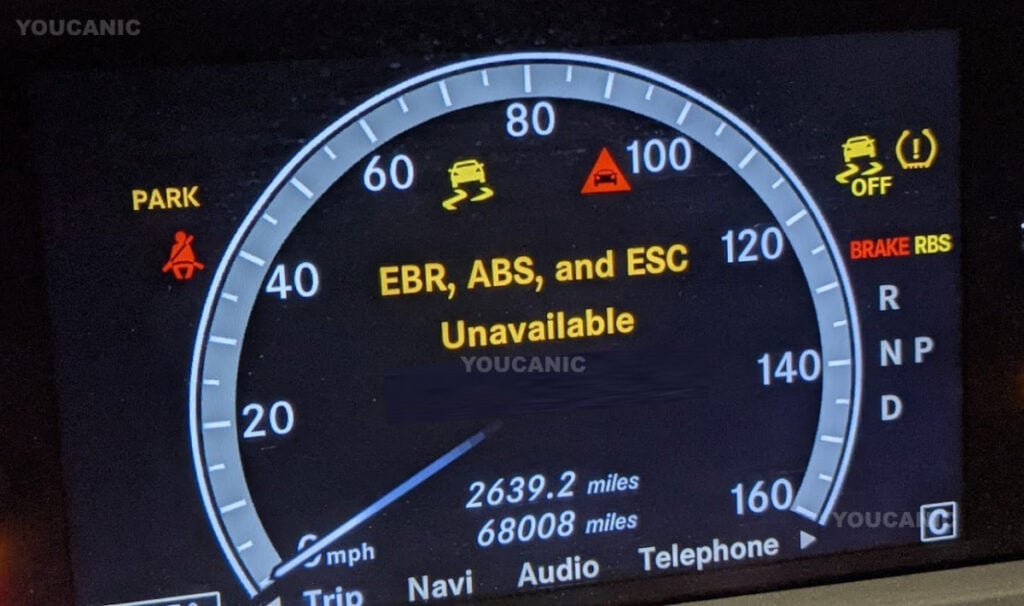 YOUCANIC
80
60
100
OFF
PARK
BRAKE RBS
40
120
EBR, ABS, and ESC
R
Unavailable
YOUCANIC
140
N P
20
D
2639.2 miles
160
68008 miles
YOUCANIC
C
0 mph
Trip Navi Audio Telephone